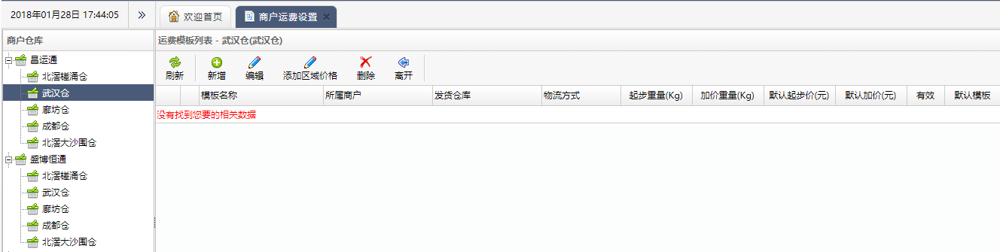 2018年01月28日 17:44:05
»
欢迎首页
商户运费设置
商户仓库
昌运通
北滘槎涌仓
武汉仓
廊坊仓
成都仓
北滘大沙围仓
盛博恒通
北滘槎涌仓
武汉仓
廊坊仓
成都仓
北滘大沙围仓
运费模板列表 - 武汉仓(武汉仓)
刷新 新增 编辑 添加区域价格 删除 离开
模板名称 所属商户 发货仓库 物流方式 起步重量(Kg) 加价重量(Kg) 默认起步价(元) 默认加价(元) 有效 默认模板
没有找到您要的相关数据